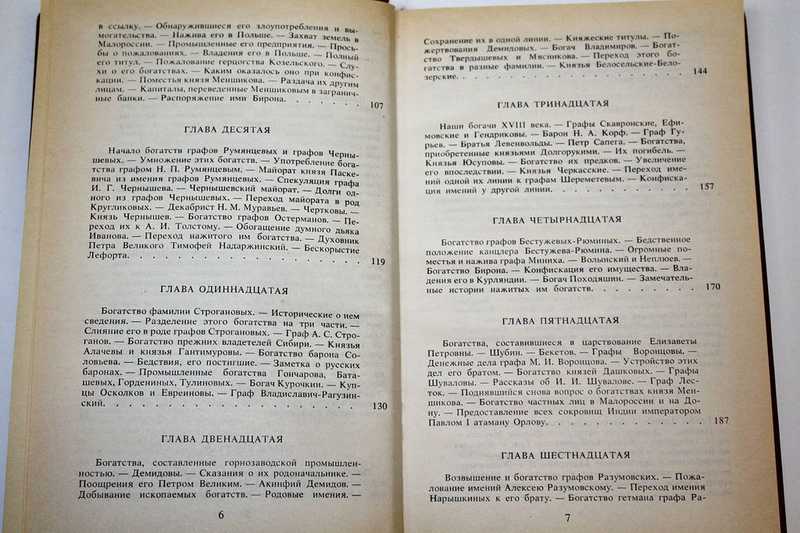 в ссылку. — Обнаружившиеся его злоупотребления и вы-
могательства. — Нажива его в Польше. — Захват земель в
Малороссии. — Промышленные его предприятия. — Прось-
бы о пожалованиях. — Владения его в Польше. — Полный
его титул. — Пожалование герцогства Козельского. — Слу-
хи о его богатствах. — Каким оказалось оно при конфис-
кации. — Поместья князя Меншикова. — Раздача их другим
лицам. — Капиталы, переведенные Меншиковым в загранич-
ные банки. — Распоряжение ими Бирона. . . . . . . 107
ГЛАВА ДЕСЯТАЯ
Начало богатств графов Румянцевых и графов Черны-
шевых. — Умножение этих богатств. — Употребление бога-
тства графом Н. П. Румянцевым. — Майорат князя Паске-
вича из имения графов Румянцевых. — Спекуляция графа
И. Г. Чернышева. — Чернышевский майорат. — Долги од-
ного из графов Чернышевых. — Переход майората в род
Кругликовых. — Декабрист Н. М. Муравьев. — Чертковы. —
Князь Чернышев. — Богатство графов Остерманов. — Пе-
реход их к А. И. Толстому. — Обогащение думного дьяка
Иванова. — Переход нажитого им богатства. — Духовник
Петра Великого Тимофей Надаржинский. — Бескорыстие
Лефорта. . . . . . . . . . . . . . . . . . 119
ГЛАВА ОДИННАДЦАТАЯ
Богатство фамилии Строгановых. — Исторические о нем
сведения. — Разделение этого богатства на три части. —
Слияние его в роде графов Строгановых. — Граф А. С. Стро-
ганов. — Богатство прежних владетелей Сибири. — Князья
Алачевы и князья Гантимуровы. — Богатство барона Со-
ловьева. — Бедствия, его постигшие. — Заметка о русских
баронах. — Промышленные богатства Гончарова, Бата-
шевых, Горденин­ых, Тулиновых. — Богач Курочкин. — Куп-
цы Осколков и Евреиновы. — Граф Владиславич-Рагузин-
ский. . . . . . . . . . . . . . . . . . . 130
ГЛАВА ДВЕНАДЦАТАЯ
Богатства, составленные горнозаводской промышлен-
ностью. — Демидовы. — Сказания о их родоначальнике. —
Поощрения его Петром Великим. — Акинфий Демидов. —
Добывание ископаемых богатств. — Родовые имения. —
6
Сохранение их в одной линии. — Княжеские титулы. — По-
жертвования Демидовых. — Богач Владимиров. — Богат-
ство Твердышевых и Мясникова. — Переход этого бо-
гатства в разные фамилии. — Князья Белосельские-Бело-
зерские. . . . . . . . . . . . . . . . . . 144
ГЛАВА ТРИНАДЦАТАЯ
Наши богачи XVIII века. — Графы Скавронские, Ефи-
мовские и Гендриковы. — Барон Н. А. Корф. — Граф Гу-
рьев. — Братья Левенвольды. — Петр Сапега. — Богатства,
приобретенные князьями Долгорукими. — Их погибель. —
Князья Юсуповы. — Богатство их предков. — Увеличение
его впоследствии. — Князья Черкасские. — Переход име-
ний одной их линии к графам Шереметевым. — Конфиска-
ция имений у другой линии. . . . . . . . . . . 157
ГЛАВА ЧЕТЫРНАДЦАТАЯ
Богатство графов Бестужевых-Рюминых. — Бедственное
положение канцлера Бестужева-Рюмина. — Огромные по-
местья и нажива графа Миниха. — Волынский и Неплюев. —
Богатство Бирона. — Конфискация его имущества. — Вла-
дения его в Курляндии. — Богач Походяшин. — Замечатель-
ные истории нажитых им богатств. . . . . . . . . 170
ГЛАВА ПЯТНАДЦАТАЯ
Богатства, составившиеся в царствование Елизаветы
Петровны. — Шубин. — Бекетов. — Графы Воронцовы. —
Денежные дела графа М. И. Воронцова. — Устройство этих
дел его братом. — Богатство князей Дашковых. — Графы
Шуваловы. — Рассказы об И. И. Шувалове. — Граф Лес-
ток. — Поднявшийся снова вопрос о богатствах князя Мен-
шикова. — Богатство частных лиц в Малороссии и на До-
ну. — Предоставление всех сокровищ Индии императором
Павлом I атаману Орлову. . . . . . . . . . . . 187
ГЛАВА ШЕСТНАДЦАТАЯ
Возвышение и богатство графов Разумовских. — Пожа-
лование имений Алексею Разумовскому. — Переход имения
Нарышкиных к его брату. — Богатство гетмана графа Ра-
7